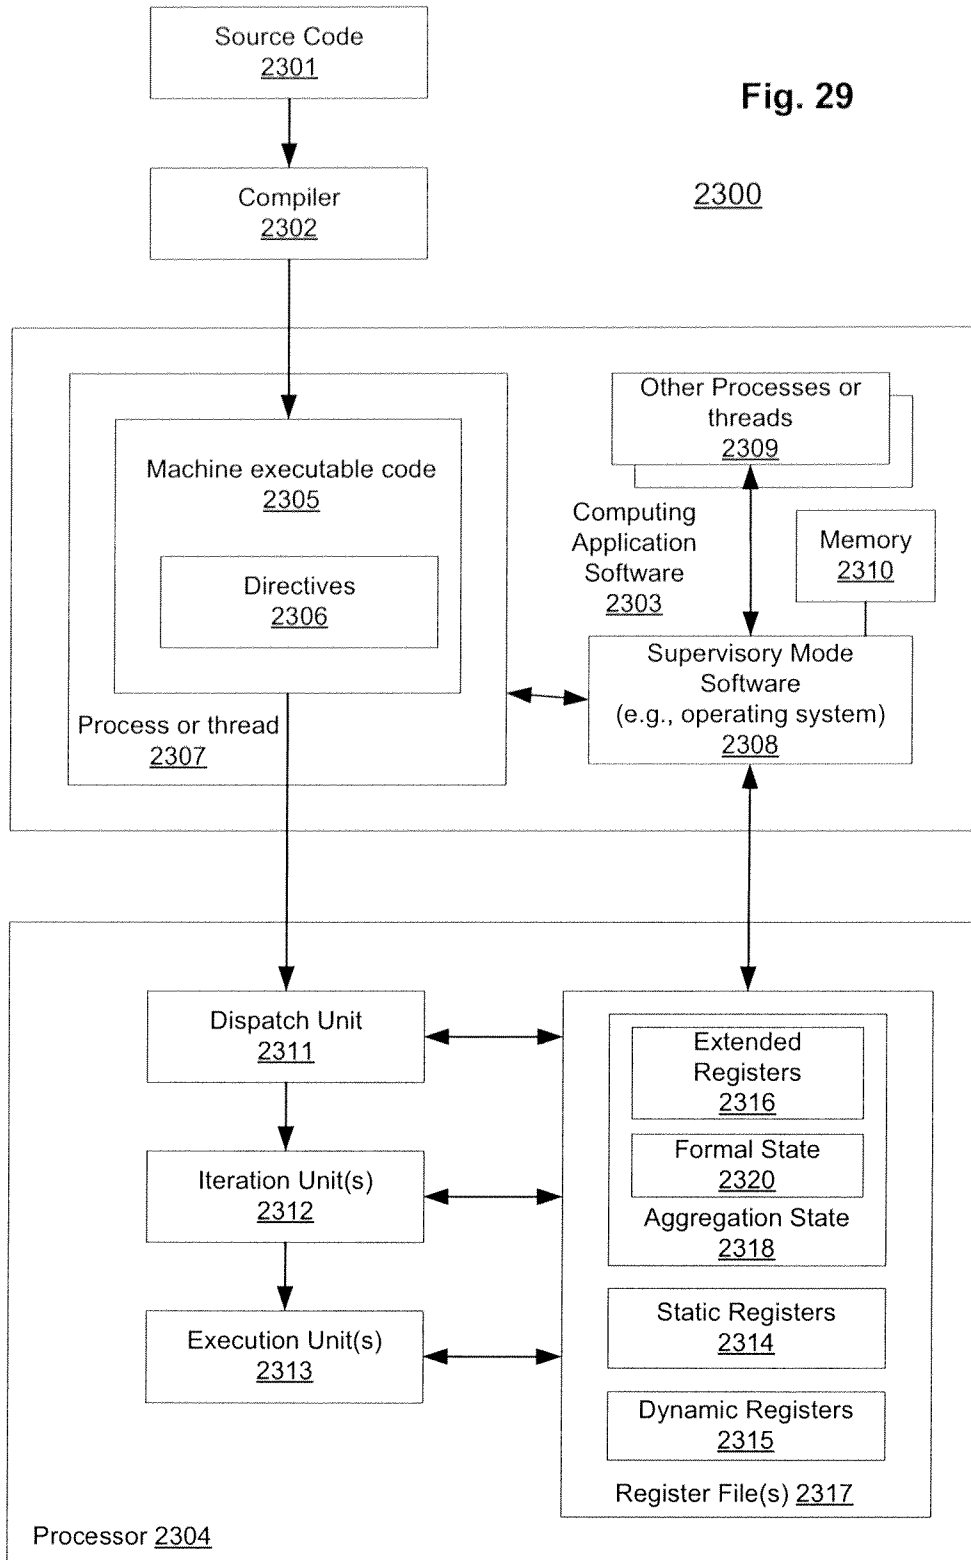 Source Code
2301
Fig. 29
Compiler
2302
2300
Other Processes or
threads
2309
Machine executable code
2305
Computing
Application
Software
2303
Memory
2310
Directives
2306
Supervisory Mode
Software
(e.g., operating system)
2308
Process or thread
2307
Dispatch Unit
2311
Extended
Registers
2316
Iteration Unit(s)
2312
Formal State
2320
Aggregation State
2318
Execution Unit(s)
2313
Static Registers
2314
Dynamic Registers
2315
Register File(s) 2317
Processor 2304